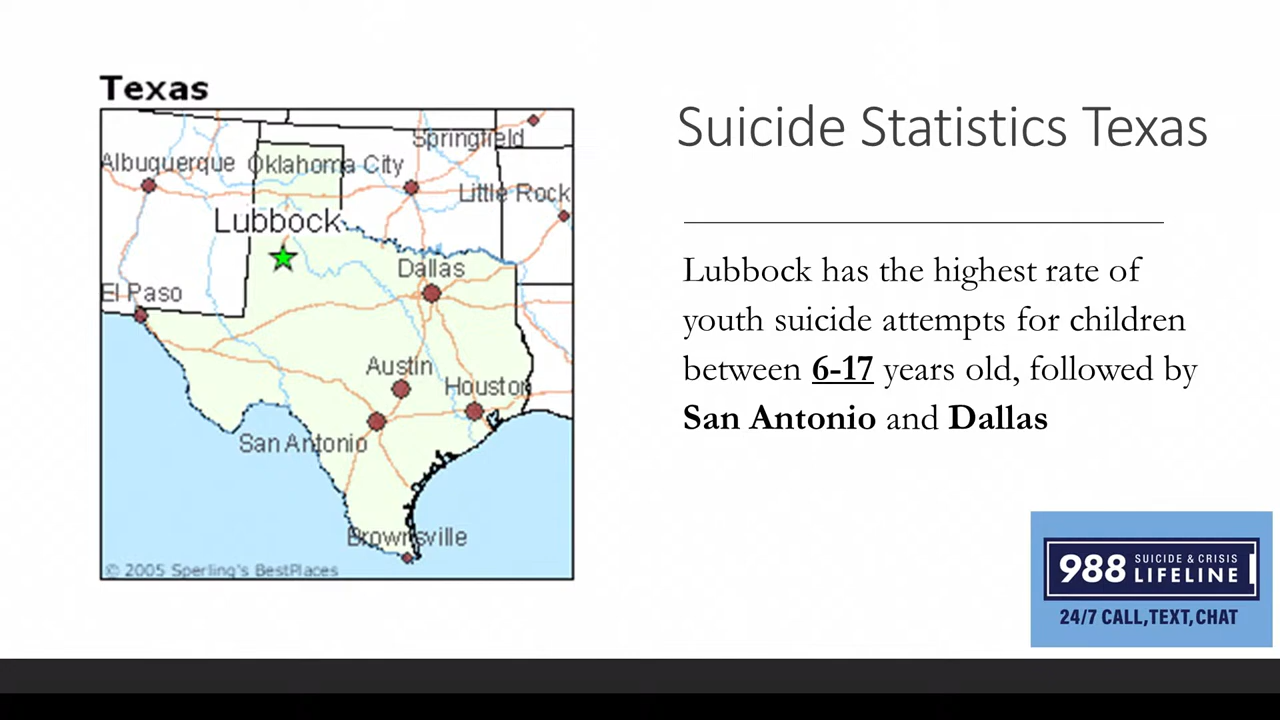 Texas
Springfield
Albuquerque
Oklahoma City
Little Rock
Lubbock
Dallas
El Paso
Austin
Houston
San Antonio
Brownsville
© 2005 Sperling's BestPlaces
Suicide Statistics Texas
Lubbock has the highest rate of
youth suicide attempts for children
between 6-17 years old, followed by
San Antonio and Dallas
988 SUICIDE & CRISIS
LIFELINE
24/7 CALL,TEXT,CHAT